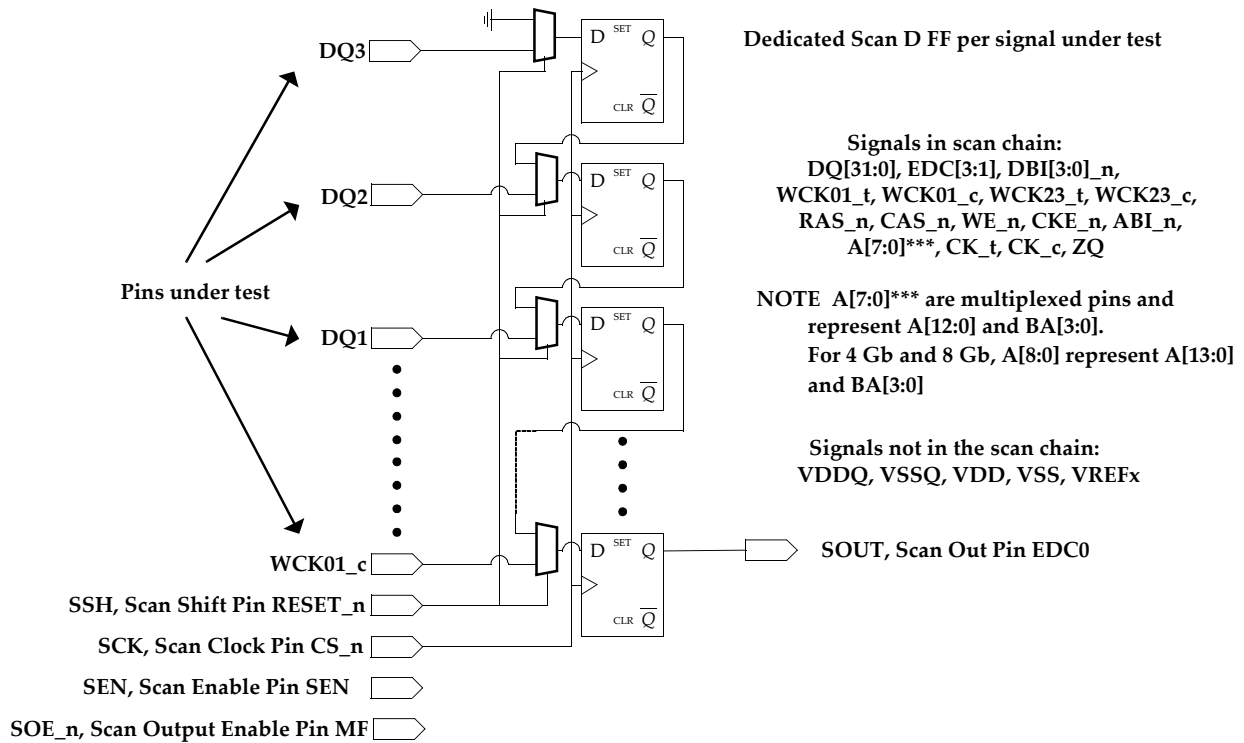 DQ3
D SET Q
CLR Q
Dedicated Scan D FF per signal under test
Signals in scan chain:
DQ[31:0], EDC[3:1], DBI[3:0]_n,
WCK01_t, WCK01_c, WCK23_t, WCK23_c,
RAS_n, CAS_n, WE_n, CKE_n, ABI_n,
A[7:0]***, CK_t, CK_c, ZQ
DQ2
D SET Q
CLR Q
Pins under test
NOTE A[7:0]*** are multiplexed pins and
represent A[12:0] and BA[3:0].
For 4 Gb and 8 Gb, A[8:0] represent A[13:0]
and BA[3:0]
DQ1
D SET Q
CLR Q
Signals not in the scan chain:
VDDQ, VSSQ, VDD, VSS, VREFx
WCK01_c
D SET Q
CLR Q
SOUT, Scan Out Pin EDC0
SSH, Scan Shift Pin RESET_n
SCK, Scan Clock Pin CS_n
SEN, Scan Enable Pin SEN
SOE_n, Scan Output Enable Pin MF